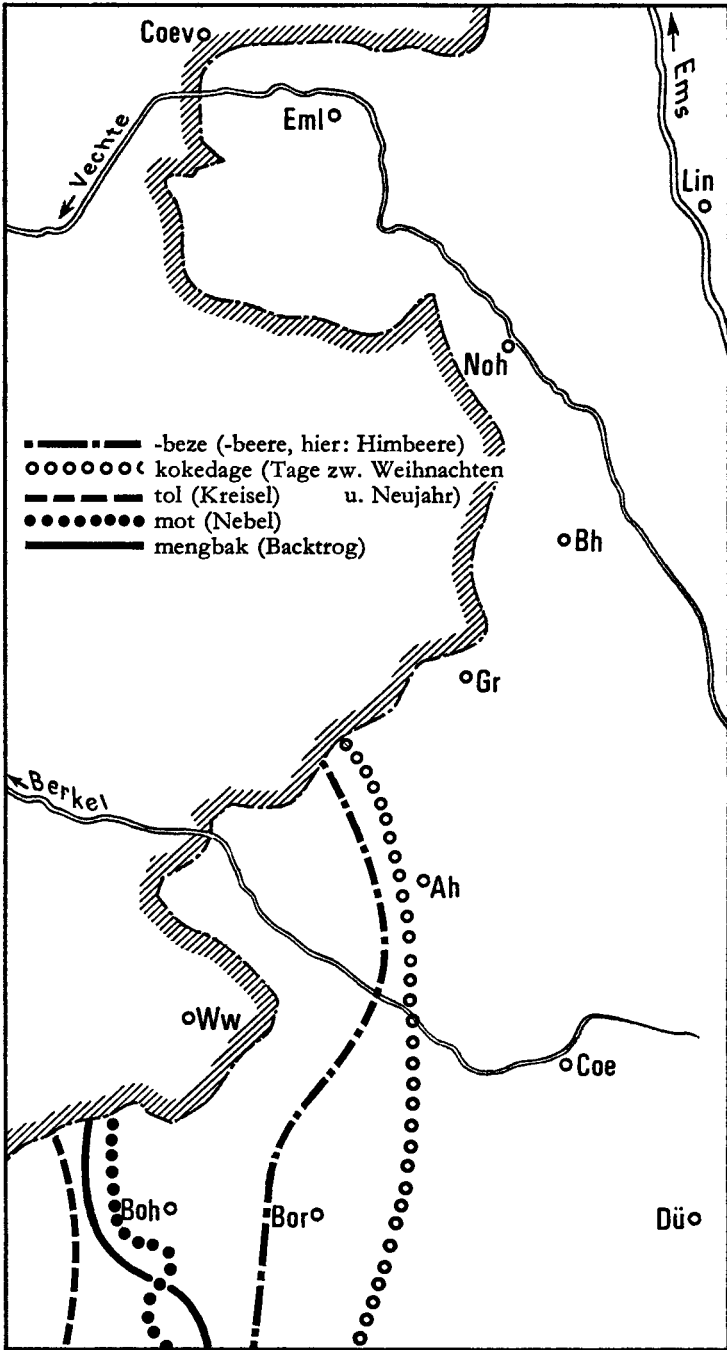 Coev
Ems
Eml
Vechte
Lin
Noh
-beze (-beere, hier: Himbeere)
kokedage (Tage zw. Weihnachten
tol (Kreisel) u. Neujahr)
mot (Nebel)
mengbak (Backtrog)
Bh
Gr
Berkel
Ah
Ww
Coe
Boh
Bor
Dü